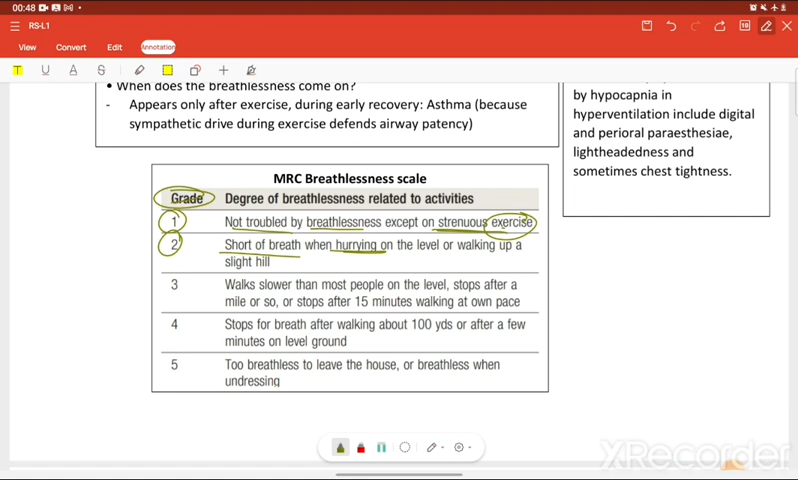 00:48
RS-L1
19
View Convert Edit Annotation
T U A S
• When does the breathlessness come on?
- Appears only after exercise, during early recovery: Asthma (because
sympathetic drive during exercise defends airway patency)
by hypocapnia in
hyperventilation include digital
and perioral paraesthesiae,
lightheadedness and
sometimes chest tightness.
MRC Breathlessness scale
Grade Degree of breathlessness related to activities
1 Not troubled by breathlessness except on strenuous exercise
2 Short of breath when hurrying on the level or walking up a
slight hill
3 Walks slower than most people on the level, stops after a
mile or so, or stops after 15 minutes walking at own pace
4 Stops for breath after walking about 100 yds or after a few
minutes on level ground
5 Too breathless to leave the house, or breathless when
undressing
XRecorder